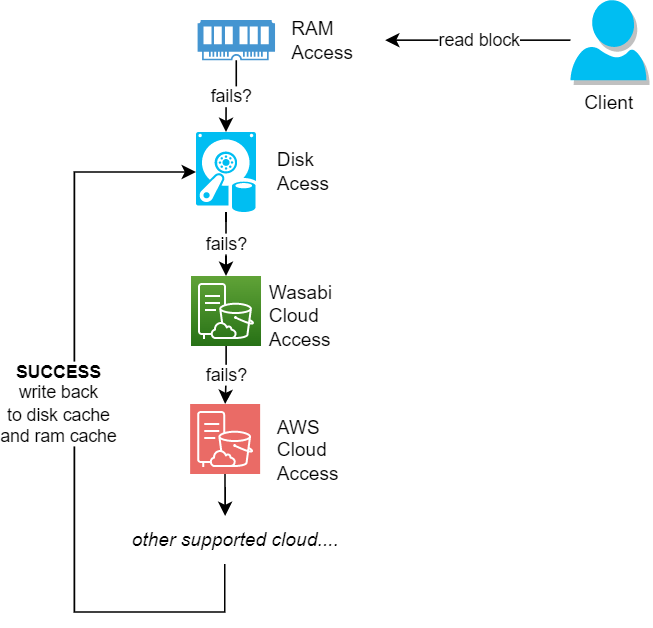 RAM
Access
read block
Client
fails?
Disk
Acess
fails?
Wasabi
Cloud
Access
fails?
SUCCESS
write back
to disk cache
and ram cache
AWS
Cloud
Access
other supported cloud....